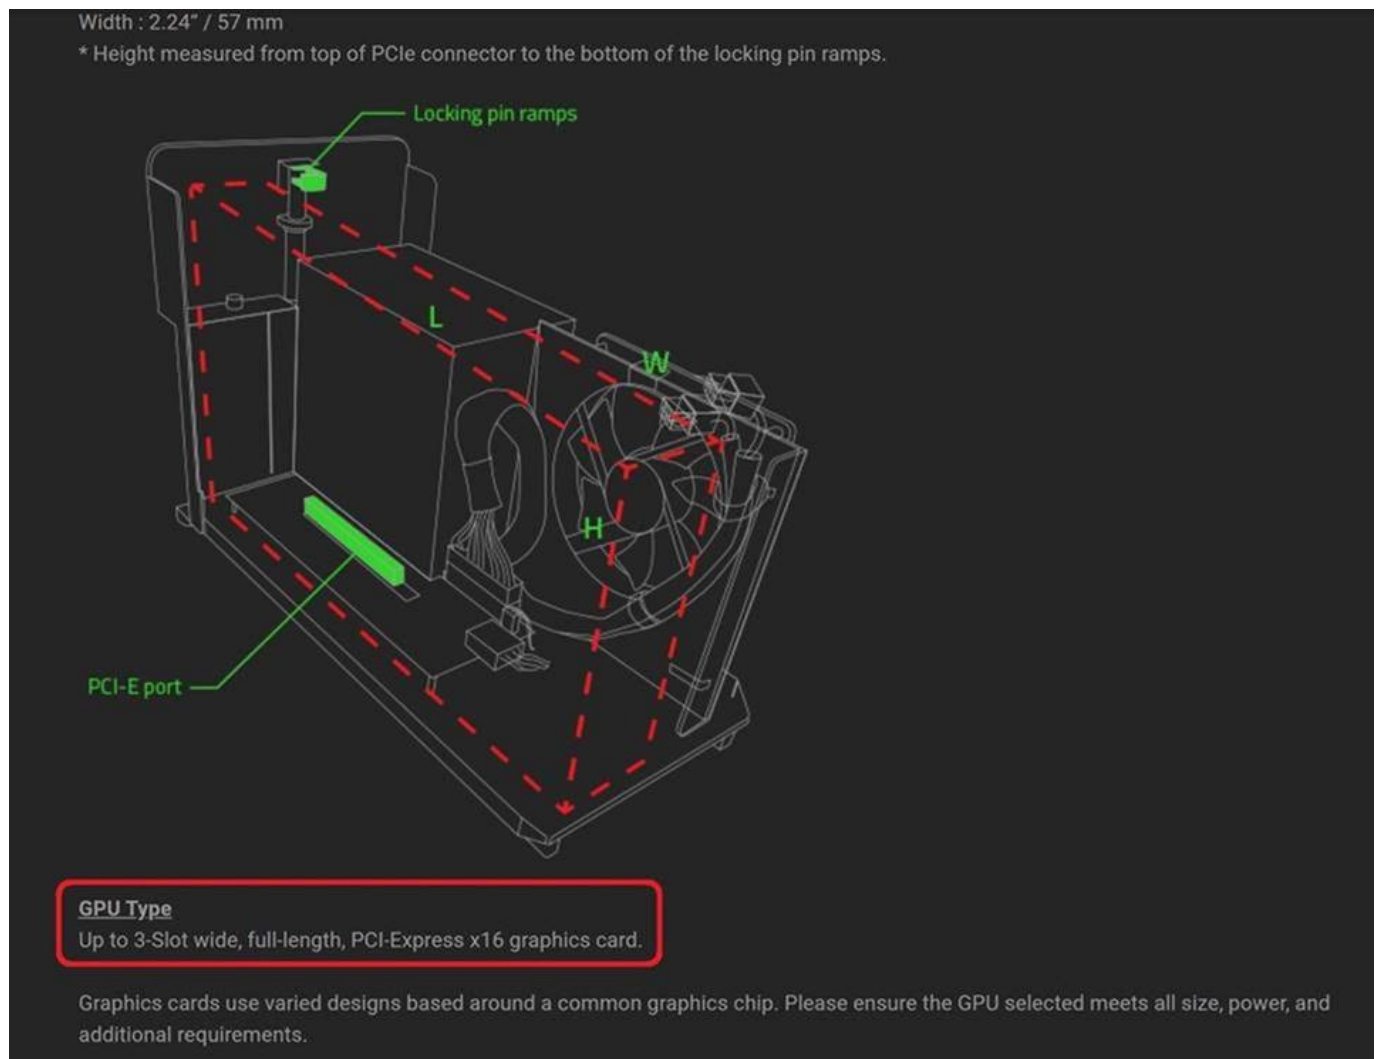 Width : 2.24” / 57 mm
* Height measured from top of PCIe connector to the bottom of the locking pin ramps.
Locking pin ramps
L
W
H
PCI-E port
GPU Type
Up to 3-Slot wide, full-length, PCI-Express x16 graphics card.
Graphics cards use varied designs based around a common graphics chip. Please ensure the GPU selected meets all size, power, and
additional requirements.